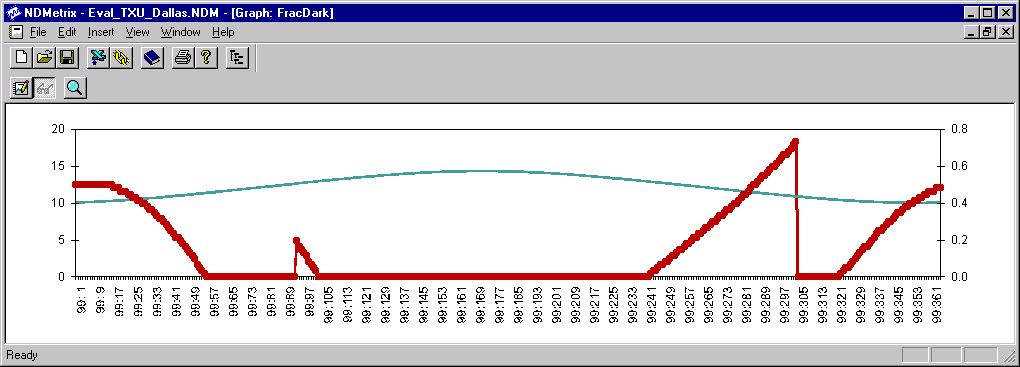 NDMetrix - Eval_TXU_Dallas.NDM - [Graph: FracDark]
File Edit Insert View Window Help
20 0.8
15 0.6
10 0.4
5 0.2
0 0.0
99: 1 99: 9 99:17 99:25 99:33 99:41 99:49 99:57 99:65 99:73 99:81 99:89 99:97 99:105 99:113 99:121 99:129 99:137 99:145 99:153 99:161 99:169 99:177 99:185 99:193 99:201 99:209 99:217 99:225 99:233 99:241 99:249 99:257 99:265 99:273 99:281 99:289 99:297 99:305 99:313 99:321 99:329 99:337 99:345 99:353 99:361
Ready